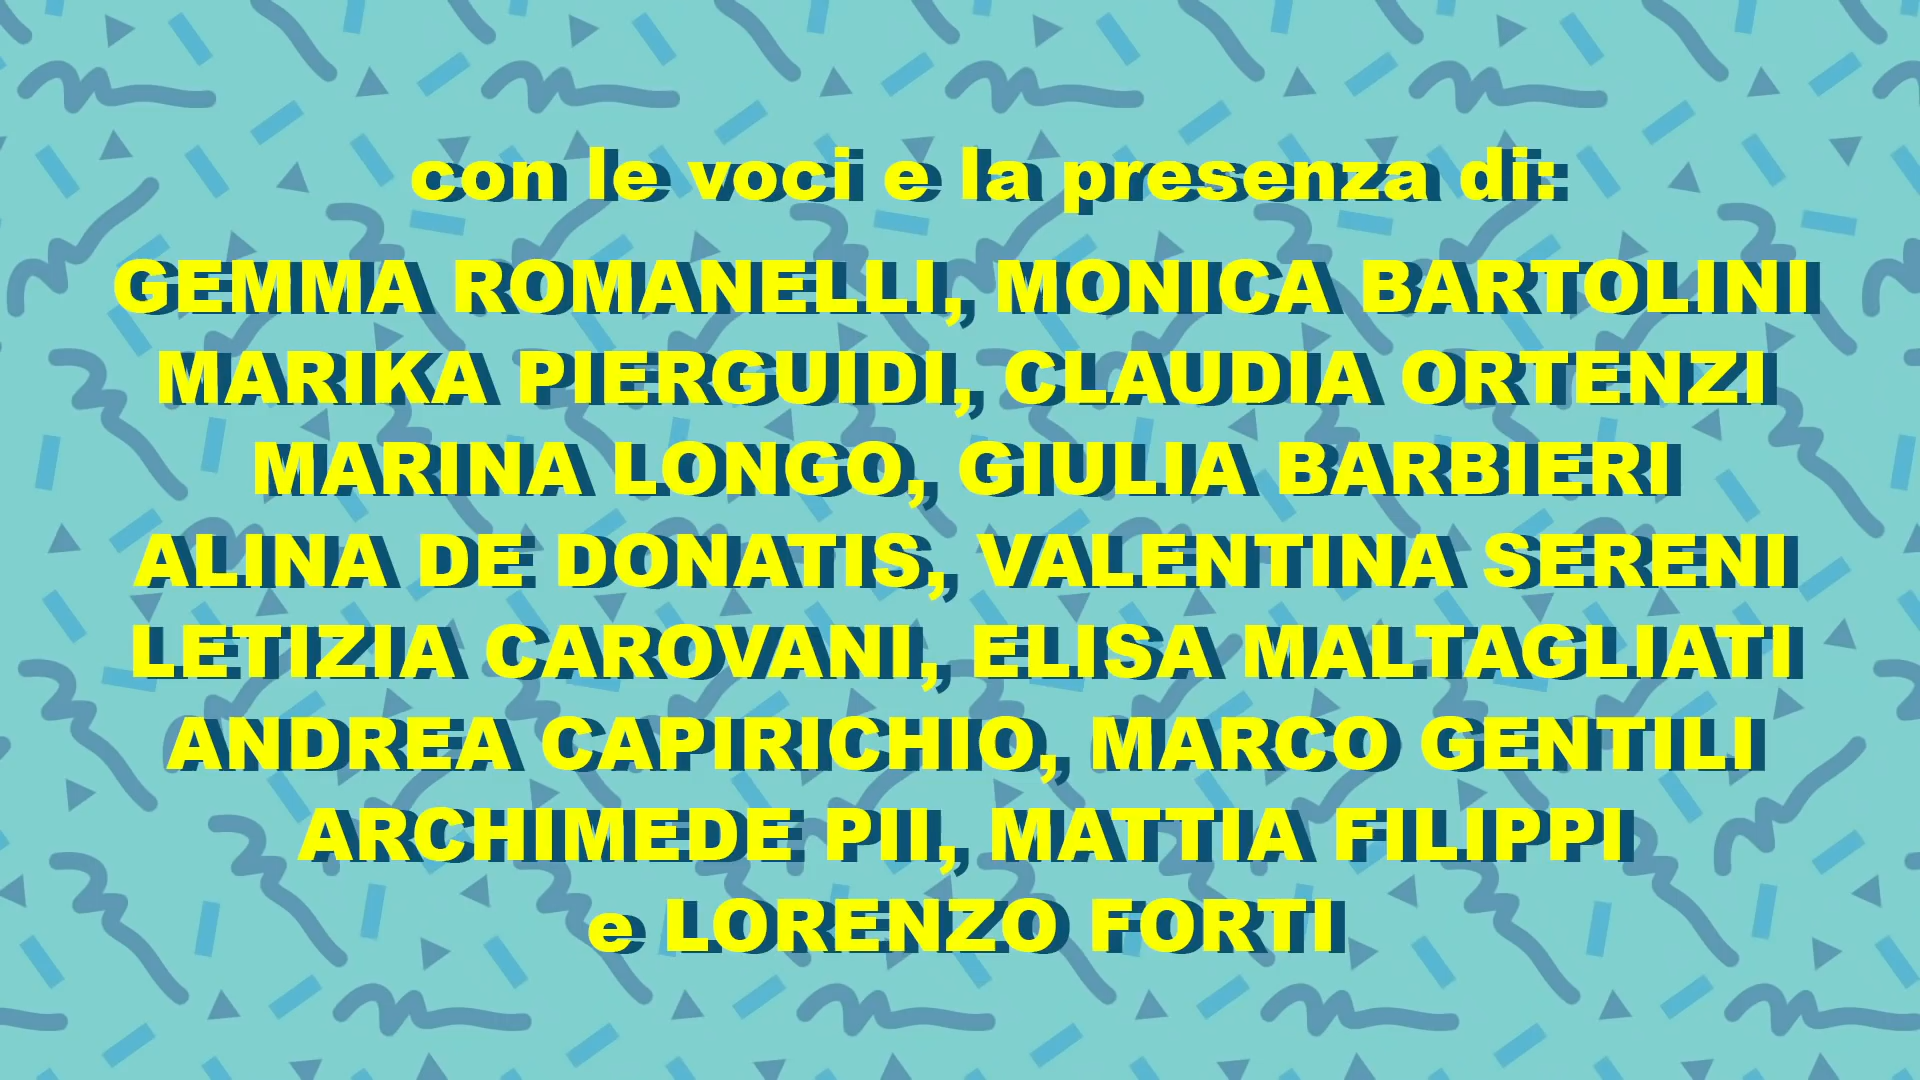 con le voci e la presenza di:
GEMMA ROMANELLI, MONICA BARTOLINI
MARIKA PIERGUIDI, CLAUDIA ORTENZI
MARINA LONGO, GIULIA BARBIERI
ALINA DE DONATIS, VALENTINA SERENI
LETIZIA CAROVANI, ELISA MALTAGLIATI
ANDREA CAPIRICHIO, MARCO GENTILI
ARCHIMEDE PII, MATTIA FILIPPI
e LORENZO FORTI